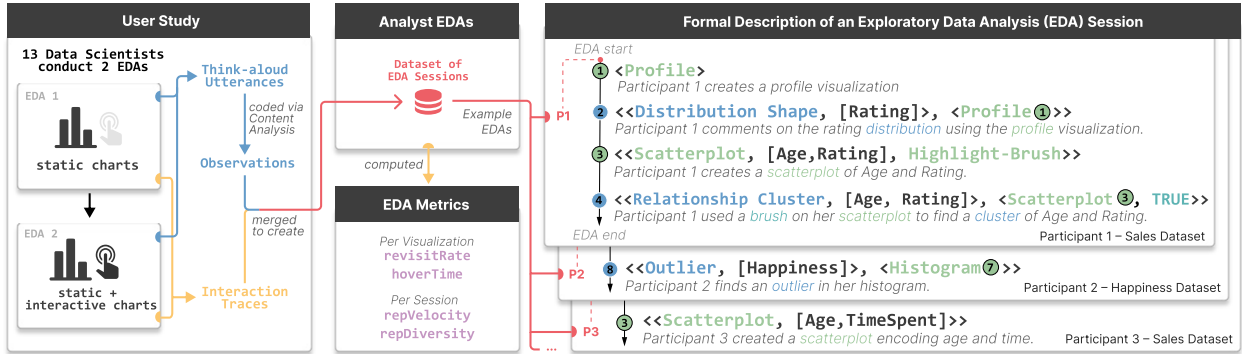 User Study
13 Data Scientists
conduct 2 EDAs
EDA 1
static charts
EDA 2
static +
interactive charts
Think-aloud
Utterances
coded via
Content
Analysis
Observations
merged
to create
Interaction
Traces
Analyst EDAs
Dataset of
EDA Sessions
Example
EDAs
computed
EDA Metrics
Per Visualization
revisitRate
hoverTime
Per Session
repVelocity
repDiversity
Formal Description of an Exploratory Data Analysis (EDA) Session
EDA start
P1
1 <Profile>
Participant 1 creates a profile visualization
2 <<Distribution Shape, [Rating]>, <Profile 1>>
Participant 1 comments on the rating distribution using the profile visualization.
3 <<Scatterplot, [Age,Rating], Highlight-Brush>>
Participant 1 creates a scatterplot of Age and Rating.
4 <<Relationship Cluster, [Age, Rating]>, <Scatterplot 3, TRUE>>
Participant 1 used a brush on her scatterplot to find a cluster of Age and Rating.
EDA end
Participant 1 – Sales Dataset
P2
8 <<Outlier, [Happiness]>, <Histogram 7>>
Participant 2 finds an outlier in her histogram.
Participant 2 – Happiness Dataset
P3
3 <<Scatterplot, [Age,TimeSpent]>>
Participant 3 created a scatterplot encoding age and time.
Participant 3 – Sales Dataset
...